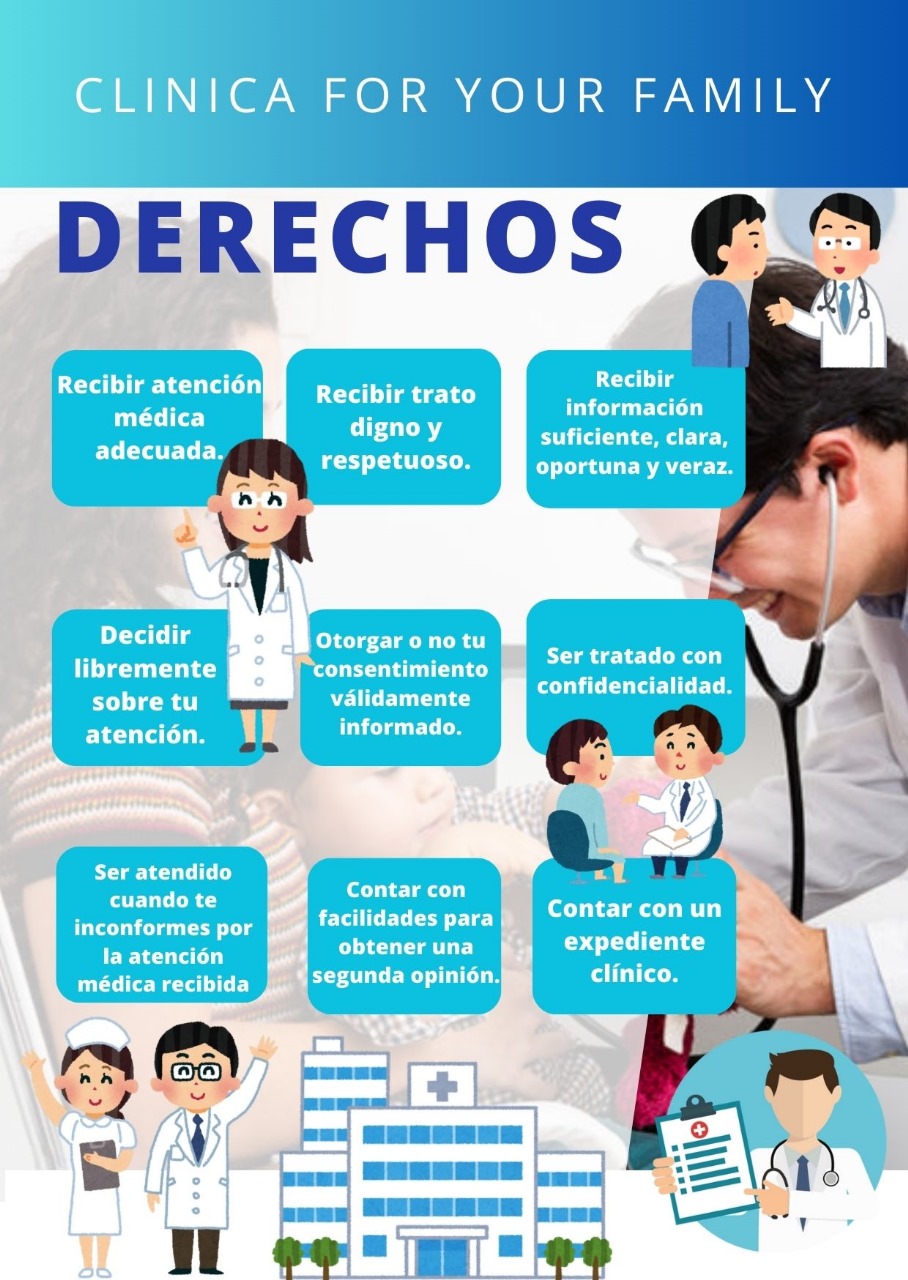 CLINICA FOR YOUR FAMILY
DERECHOS
Recibir atención
médica
adecuada.
Recibir trato
digno y
respetuoso.
Recibir
información
suficiente, clara,
oportuna y veraz.
Decidir
libremente
sobre tu
atención.
Otorgar o no tu
consentimiento
válidamente
informado.
Ser tratado con
confidencialidad.
Ser atendido
cuando te
inconformes por
la atención
médica recibida
Contar con
facilidades para
obtener una
segunda opinión.
Contar con un
expediente
clínico.